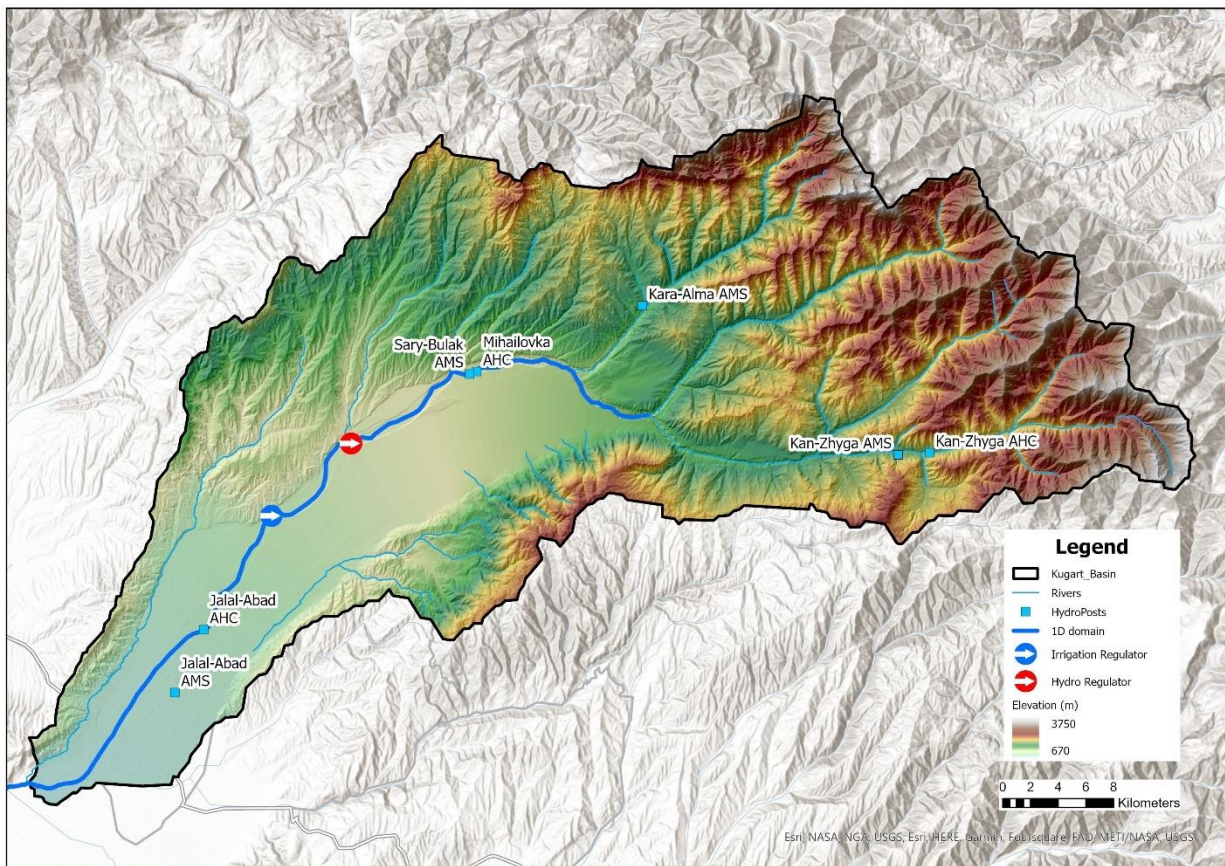 Kara-Alma AMS
Sary-Bulak
AMS
Mihailovka
AHC
Kan-Zhyga AMS
Kan-Zhyga AHC
Jalal-Abad
AHC
Jalal-Abad
AMS
Legend
Kugart_Basin
Rivers
HydroPosts
1D domain
Irrigation Regulator
Hydro Regulator
Elevation (m)
3750
670
0 2 4 6 8
Kilometers
Esri, NASA, NGA, USGS, Esri, HERE, Garmin, Foursquare, FAO, METI/NASA, USGS